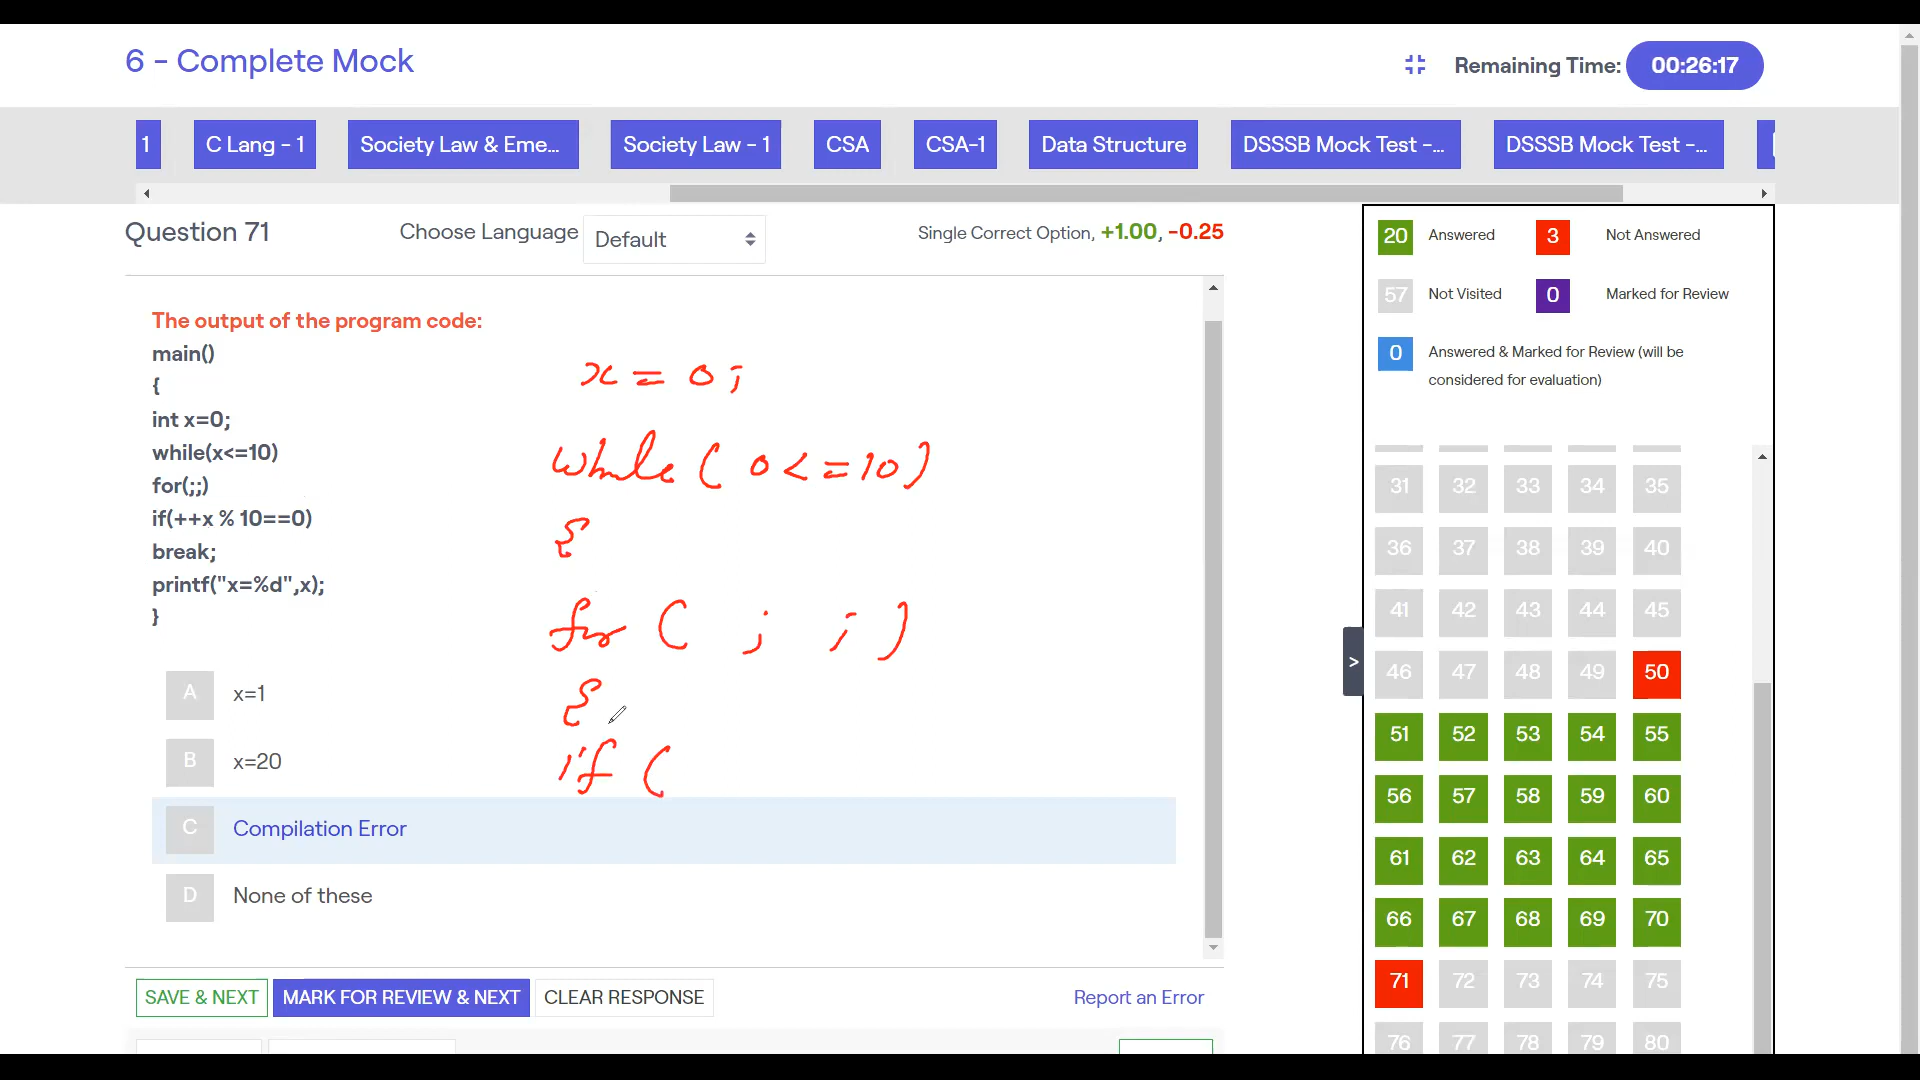 6 - Complete Mock
Remaining Time: 00:26:17
1
C Lang - 1
Society Law & Eme...
Society Law - 1
CSA
CSA-1
Data Structure
DSSSB Mock Test -...
DSSSB Mock Test -...
Question 71
Choose Language
Default
Single Correct Option, +1.00, -0.25
The output of the program code:
main()
{
int x=0;
while(x<=10)
for(;;)
if(++x % 10==0)
break;
printf("x=%d",x);
}
x = 0;
while ( 0 <= 10 )
{
for ( ; ; )
{
if (
A x=1
B x=20
C Compilation Error
D None of these
SAVE & NEXT
MARK FOR REVIEW & NEXT
CLEAR RESPONSE
Report an Error
20 Answered
3 Not Answered
57 Not Visited
0 Marked for Review
0 Answered & Marked for Review (will be
considered for evaluation)
>
31 32 33 34 35
36 37 38 39 40
41 42 43 44 45
46 47 48 49 50
51 52 53 54 55
56 57 58 59 60
61 62 63 64 65
66 67 68 69 70
71 72 73 74 75
76 77 78 79 80